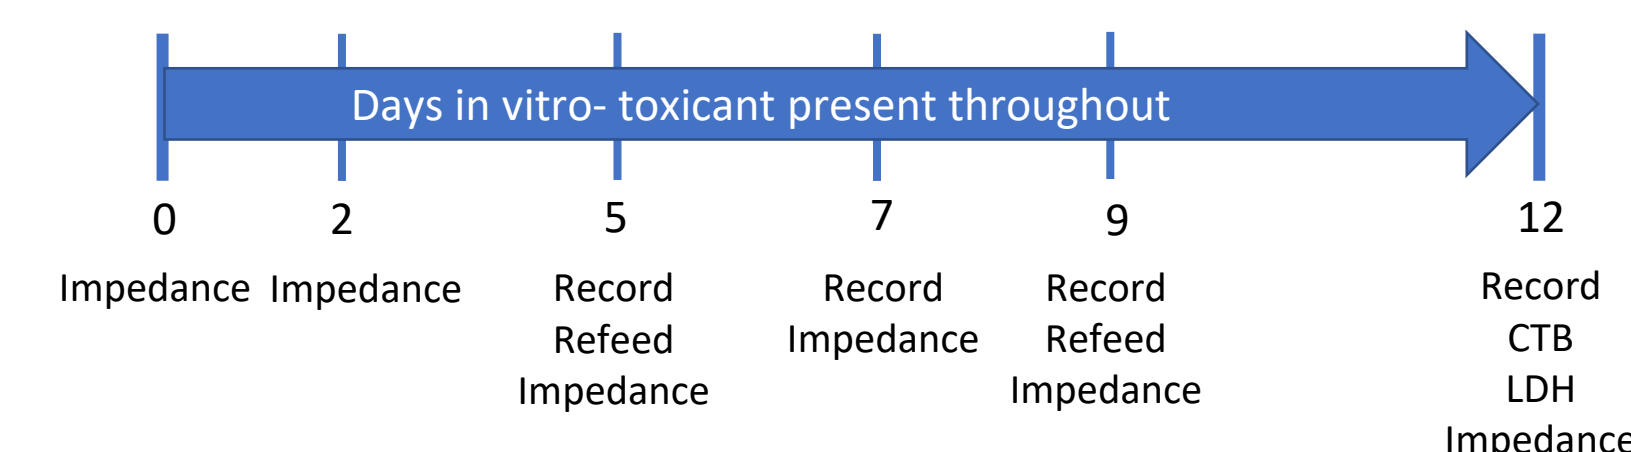 Days in vitro- toxicant present throughout
0 2 5 7 9 12
Impedance Impedance Record Record Record Record
Refeed Impedance Refeed CTB
Impedance Impedance LDH
Impedance